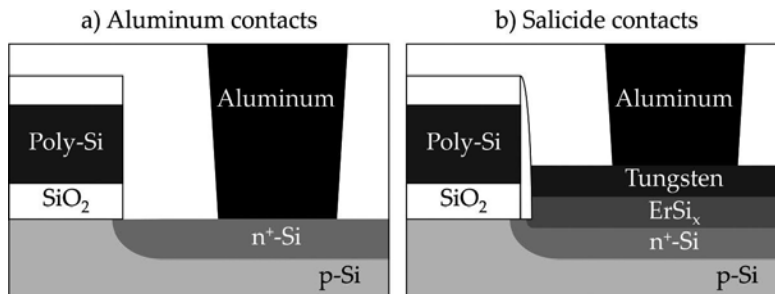 a) Aluminum contacts
Aluminum
Poly-Si
SiO₂
n⁺-Si
p-Si
b) Salicide contacts
Aluminum
Poly-Si
Tungsten
SiO₂
ErSiₓ
n⁺-Si
p-Si